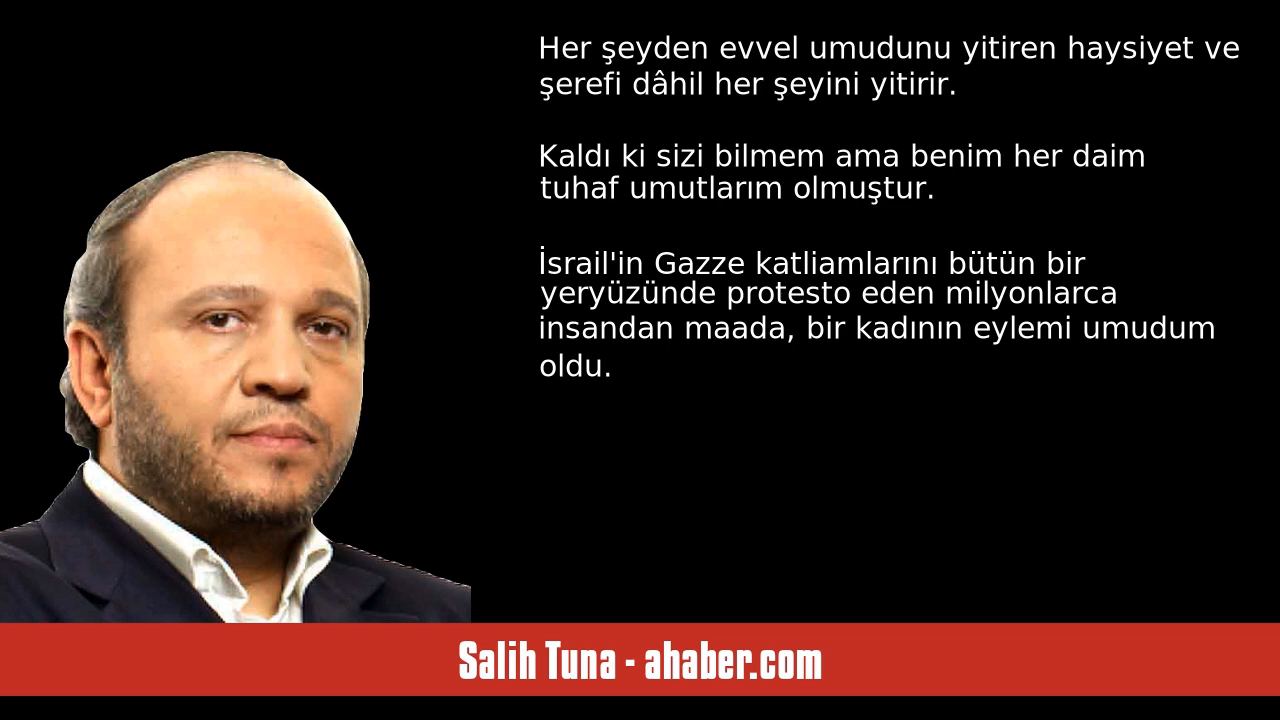 Her şeyden evvel umudunu yitiren haysiyet ve
şerefi dâhil her şeyini yitirir.
Kaldı ki sizi bilmem ama benim her daim
tuhaf umutlarım olmuştur.
İsrail'in Gazze katliamlarını bütün bir
yeryüzünde protesto eden milyonlarca
insandan maada, bir kadının eylemi umudum
oldu.
Salih Tuna - ahaber.com